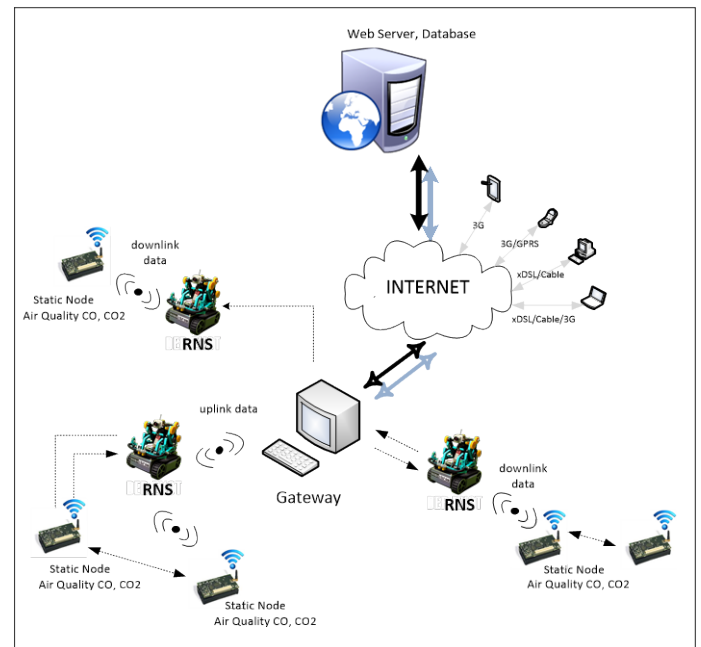 Web Server, Database
3G
3G/GPRS
xDSL/Cable
INTERNET
xDSL/Cable/3G
downlink
data
Static Node
Air Quality CO, CO2
RNS
uplink data
RNS
Gateway
RNS
downlink
data
Static Node
Air Quality CO, CO2
Static Node
Air Quality CO, CO2
Static Node
Air Quality CO, CO2